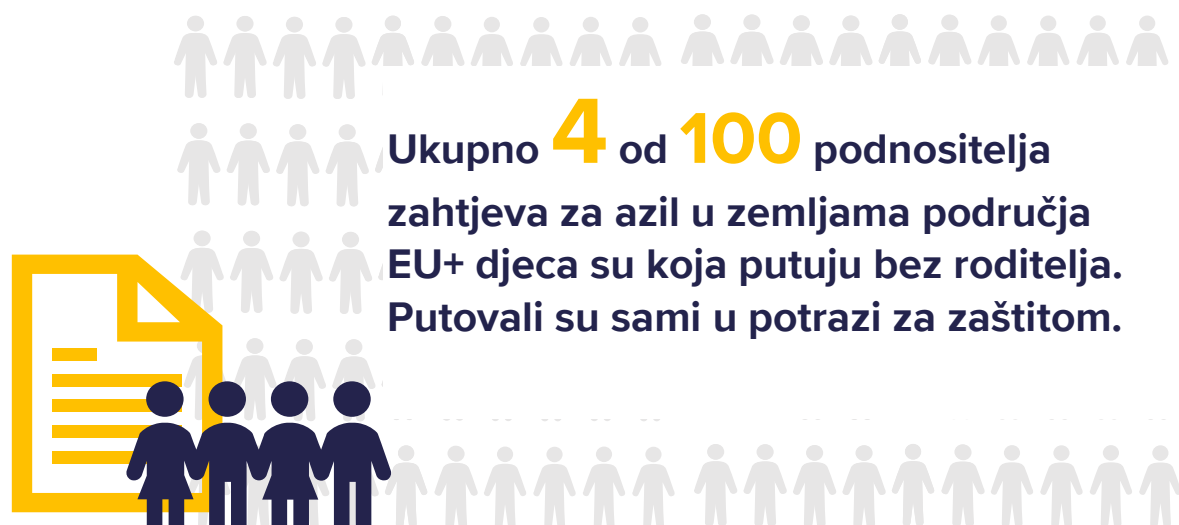 Ukupno 4 od 100 podnositelja
zahtjeva za azil u zemljama područja
EU+ djeca su koja putuju bez roditelja.
Putovali su sami u potrazi za zaštitom.